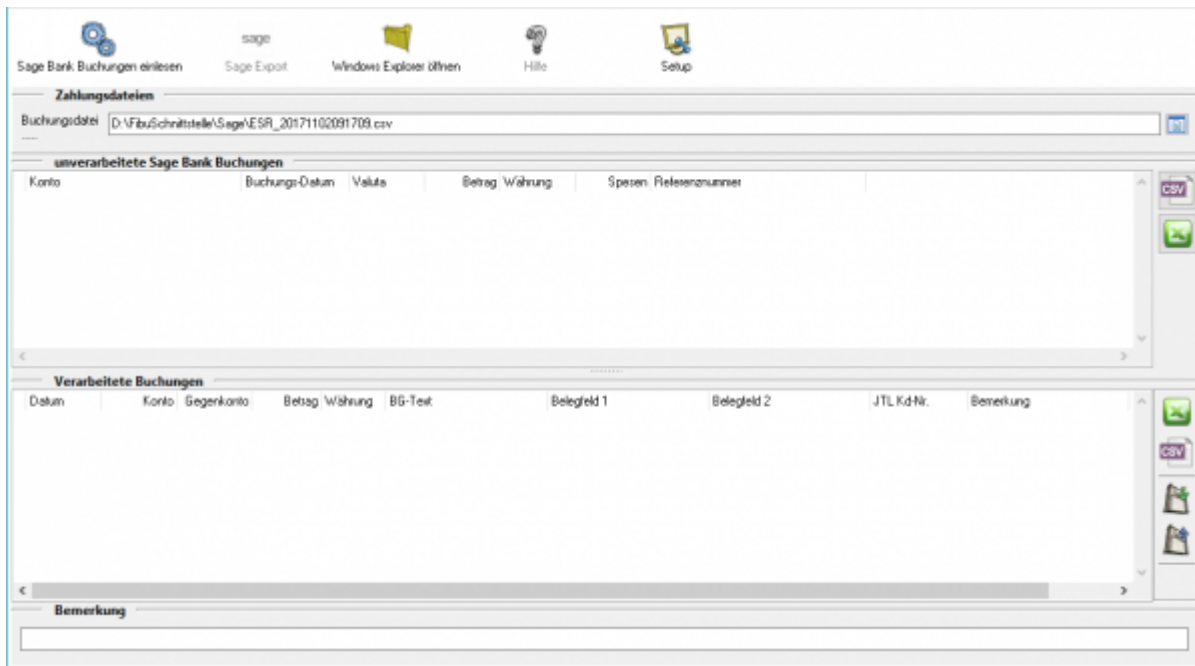 sage
Sage Bank Buchungen einlesen Sage Export Windows Explorer öffnen Hilfe Setup
Zahlungsdateien
Buchungsdatei D:\FibuSchnittstelle\Sage\ESR_20171102091709.csv
unverarbeitete Sage Bank Buchungen
Konto Buchungs-Datum Valuta Betrag Währung Spesen Referenznummer
CSV
Verarbeitete Buchungen
Datum Konto Gegenkonto Betrag Währung BG-Text Belegfeld 1 Belegfeld 2 JTL Kd-Nr. Bemerkung
CSV
Bemerkung